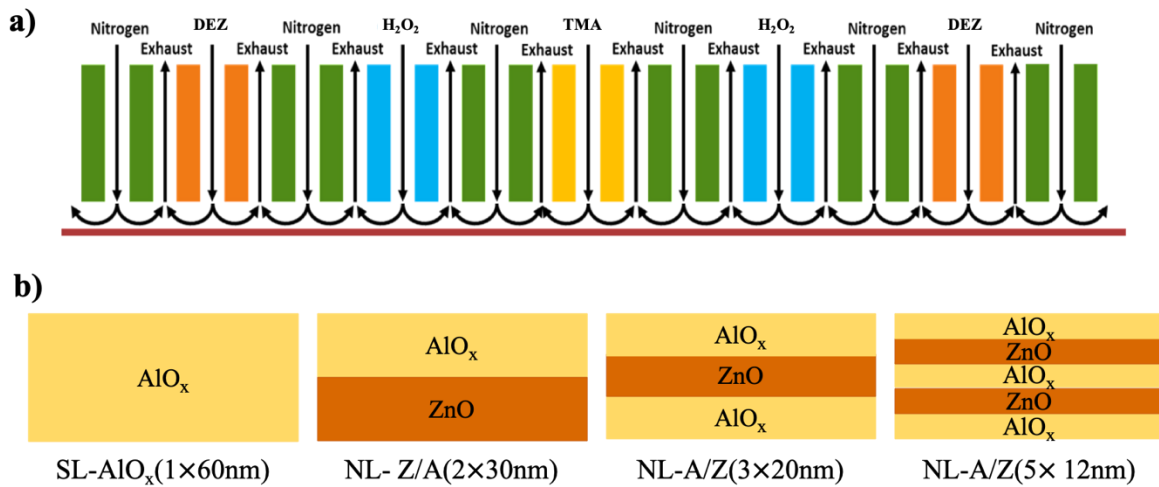 a)
Nitrogen DEZ Nitrogen H₂O₂ Nitrogen TMA Nitrogen H₂O₂ Nitrogen DEZ Nitrogen
Exhaust Exhaust Exhaust Exhaust Exhaust Exhaust Exhaust Exhaust Exhaust Exhaust
b)
AlOₓ
AlOₓ
ZnO
AlOₓ
ZnO
AlOₓ
AlOₓ
ZnO
AlOₓ
ZnO
AlOₓ
SL-AlOₓ(1×60nm)
NL- Z/A(2×30nm)
NL-A/Z(3×20nm)
NL-A/Z(5× 12nm)